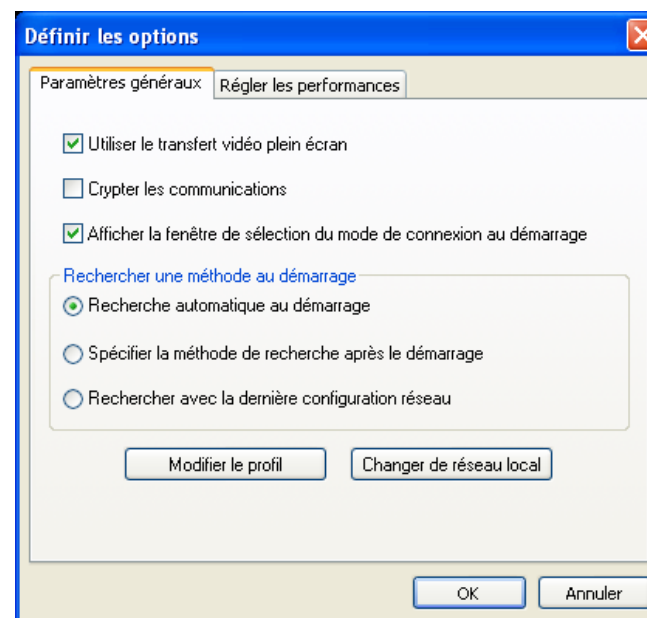 Définir les options
Paramètres généraux
Régler les performances
Utiliser le transfert vidéo plein écran
Crypter les communications
Afficher la fenêtre de sélection du mode de connexion au démarrage
Rechercher une méthode au démarrage
Recherche automatique au démarrage
Spécifier la méthode de recherche après le démarrage
Rechercher avec la dernière configuration réseau
Modifier le profil
Changer de réseau local
OK
Annuler